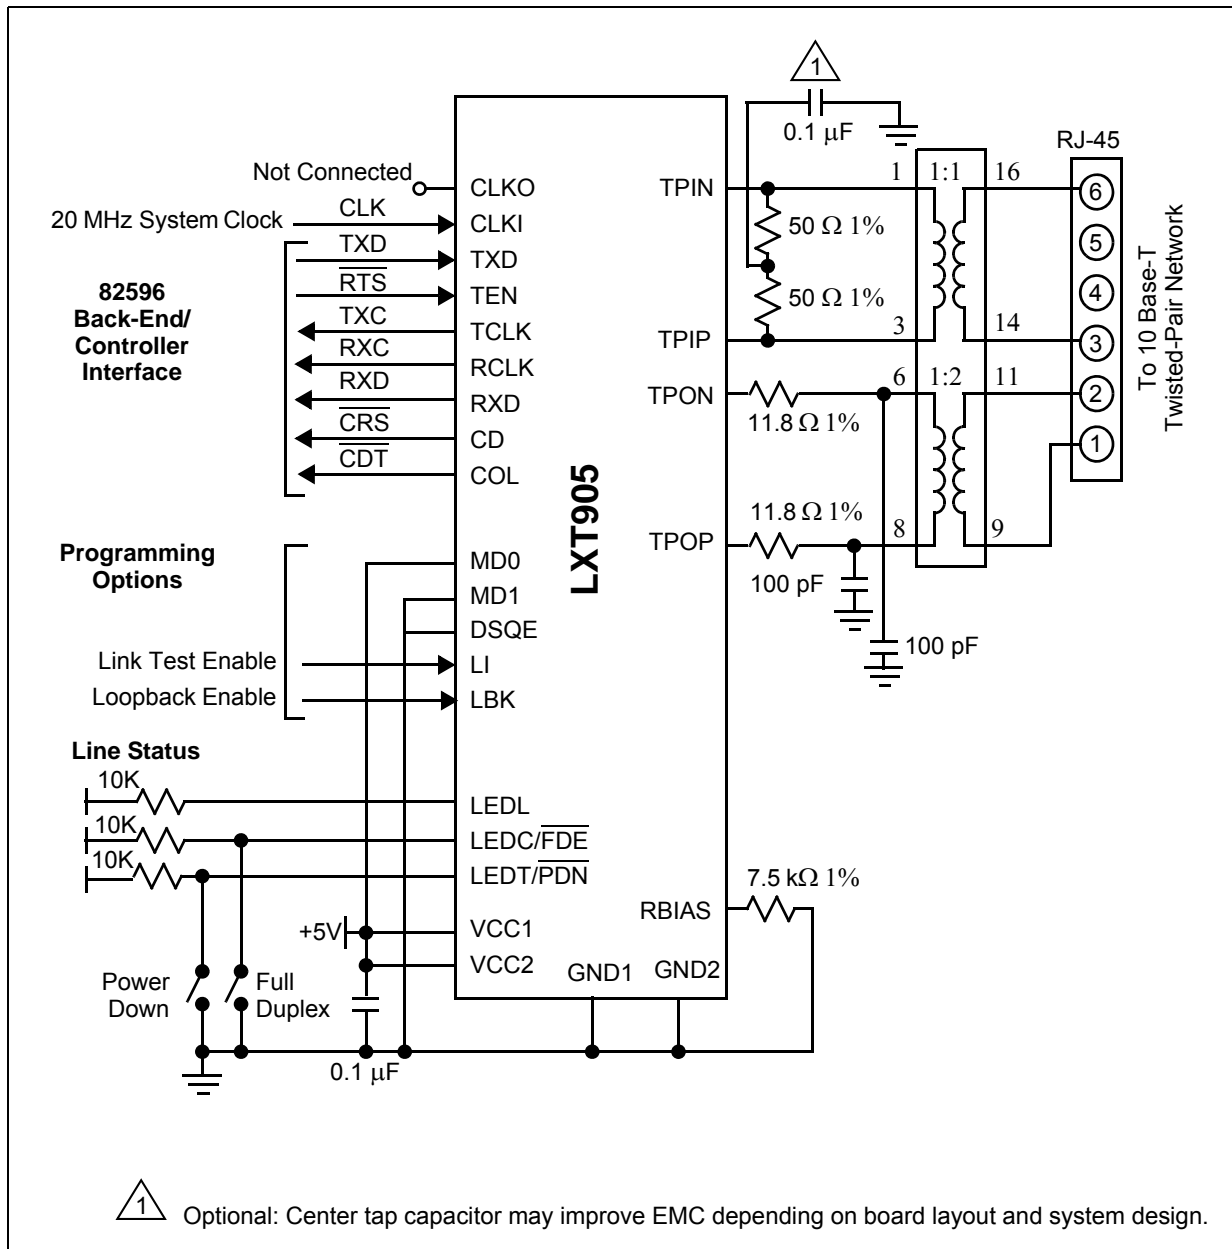 1
0.1 µF
RJ-45
Not Connected
CLKO
TPIN
1
1:1
16
6
20 MHz System Clock
CLK
CLKI
50 Ω 1%
5
TXD
TXD
82596
Back-End/
Controller
Interface
RTS
TEN
50 Ω 1%
4
TXC
TCLK
TPIP
3
14
3
RXC
RCLK
RXD
RXD
TPON
11.8 Ω 1%
6
1:2
11
2
CRS
CD
1
CDT
COL
To 10 Base-T
Twisted-Pair Network
LXT905
11.8 Ω 1%
TPOP
8
9
100 pF
100 pF
Programming
Options
MD0
MD1
DSQE
Link Test Enable
LI
Loopback Enable
LBK
Line Status
10K
LEDL
10K
LEDC/FDE
10K
LEDT/PDN
7.5 kΩ 1%
RBIAS
+5V
VCC1
VCC2
GND1
GND2
Power
Down
Full
Duplex
0.1 µF
1
Optional: Center tap capacitor may improve EMC depending on board layout and system design.